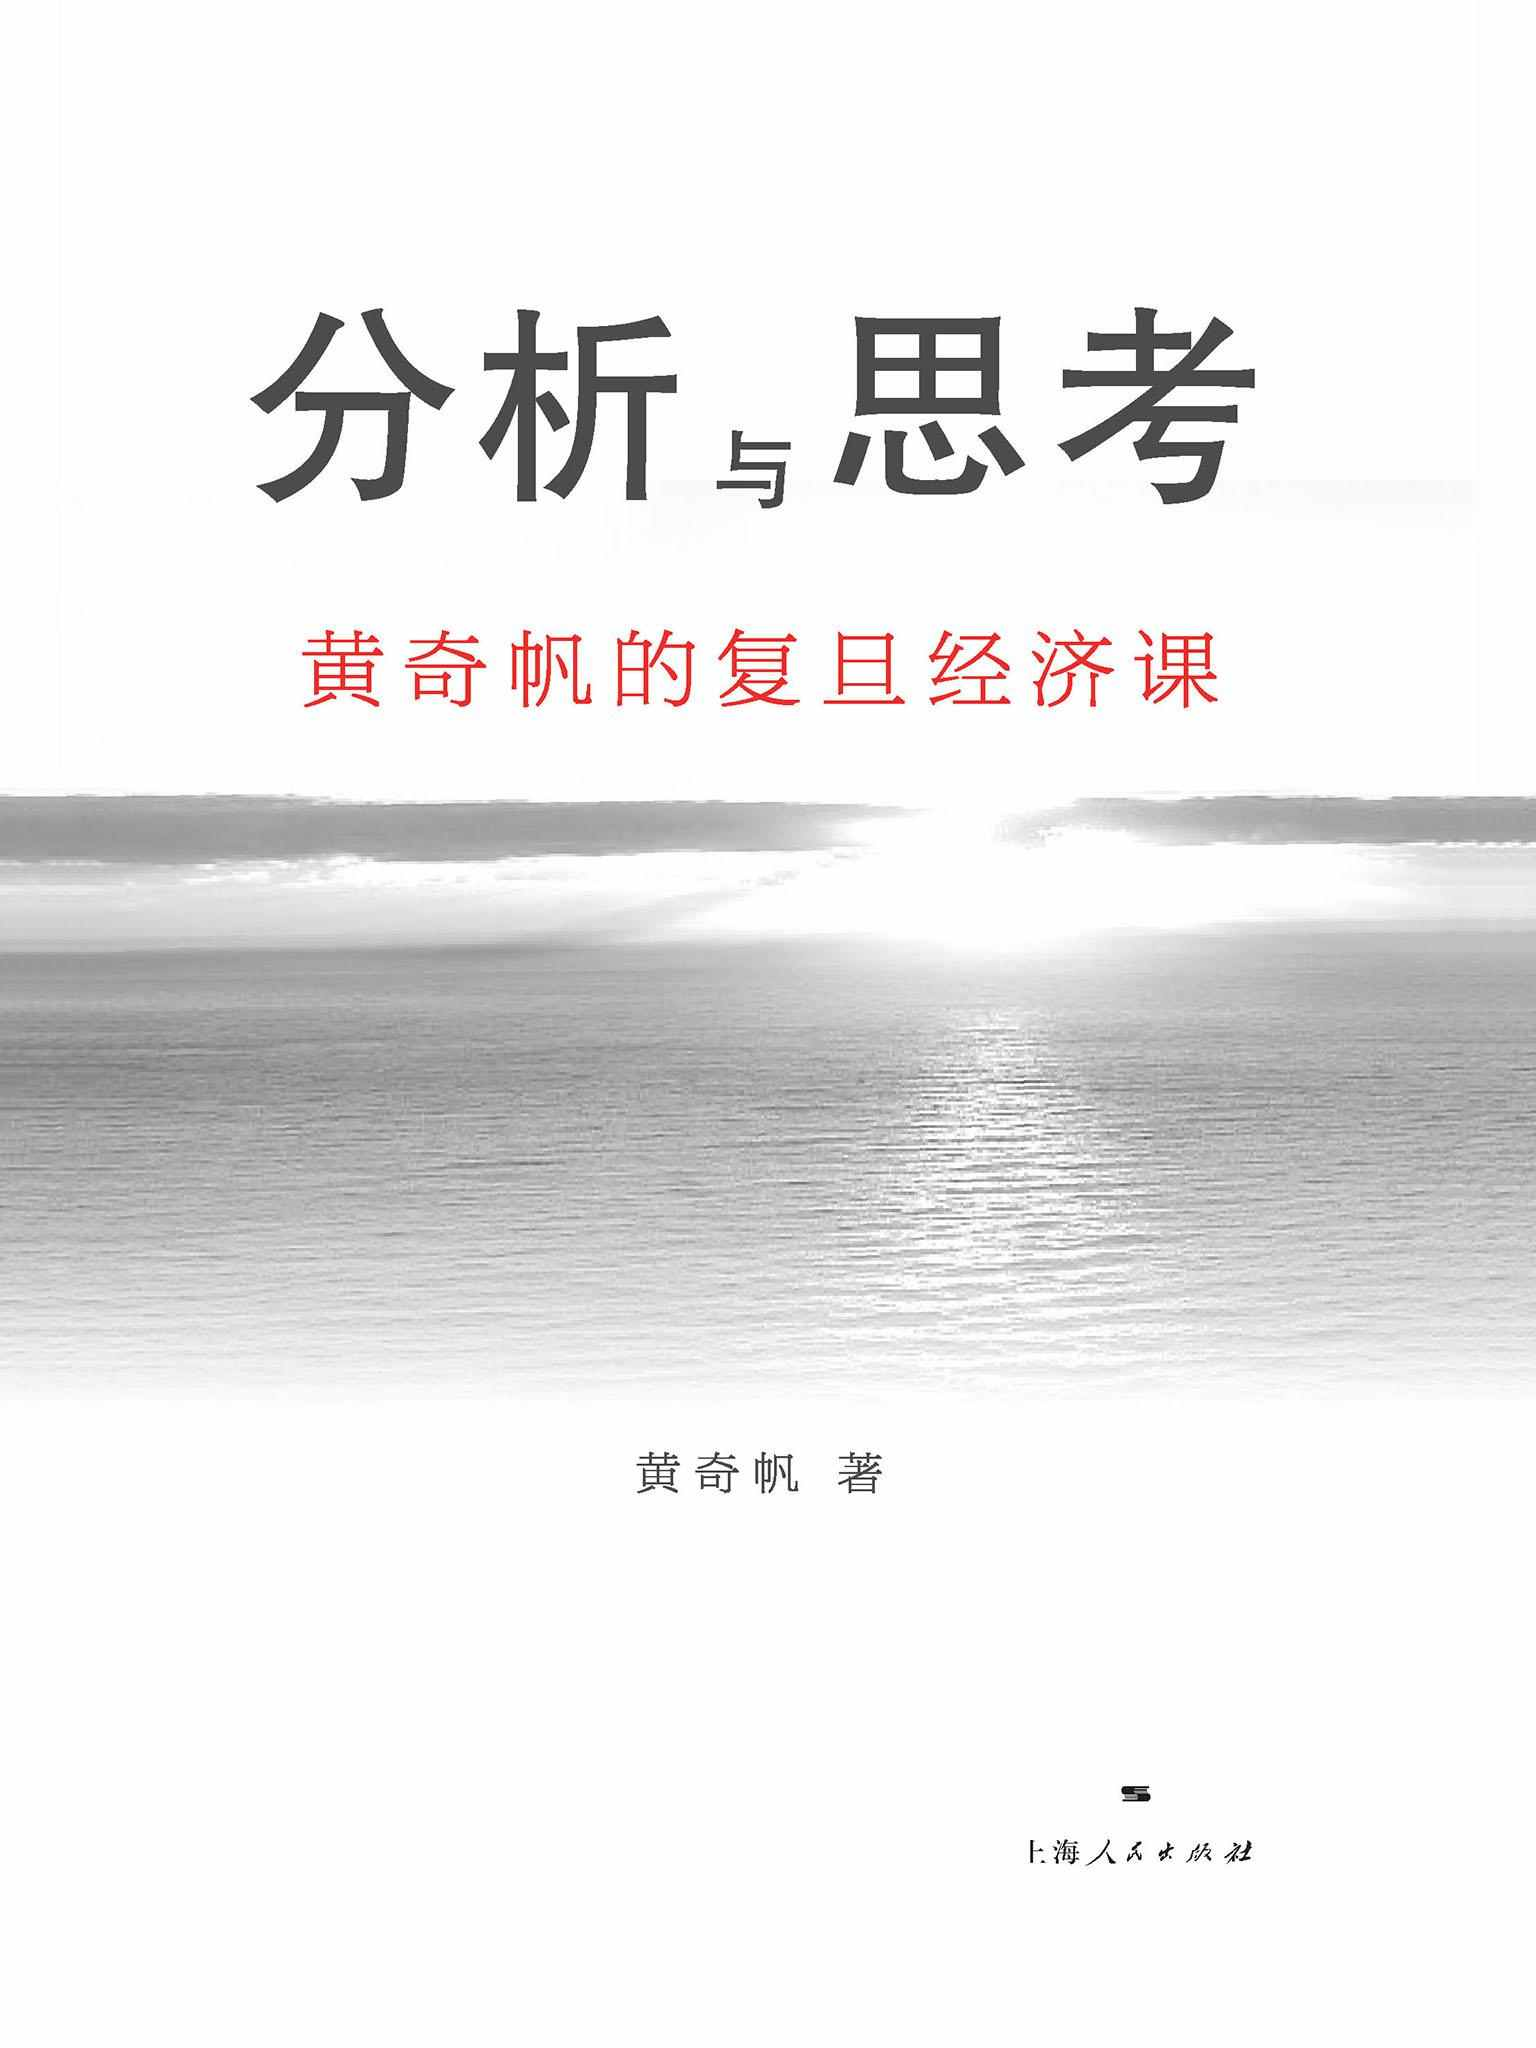 分析与思考
黄奇帆的复旦经济课
黄奇帆 著
上海人民出版社